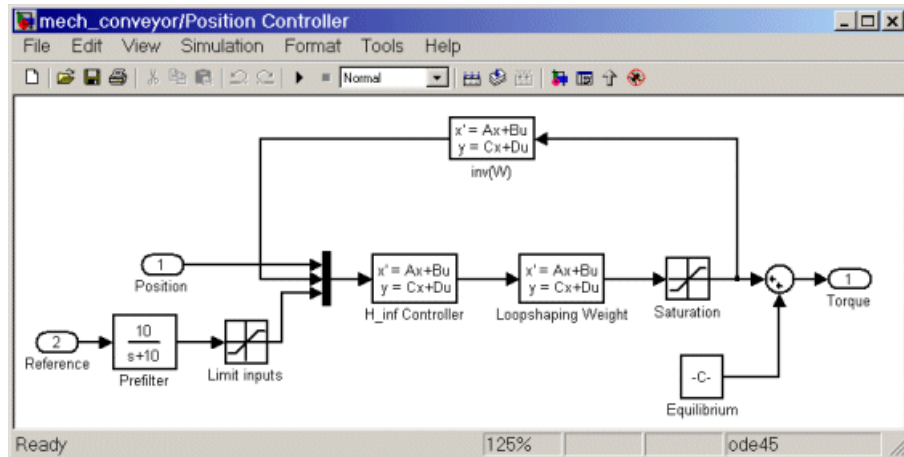 mech_conveyor/Position Controller
File Edit View Simulation Format Tools Help
Normal
x' = Ax+Bu
y = Cx+Du
inv(W)
1
Position
x' = Ax+Bu
y = Cx+Du
H_inf Controller
x' = Ax+Bu
y = Cx+Du
Loopshaping Weight
Saturation
1
Torque
2
Reference
10
s+10
Prefilter
Limit inputs
-C-
Equilibrium
Ready 125% ode45